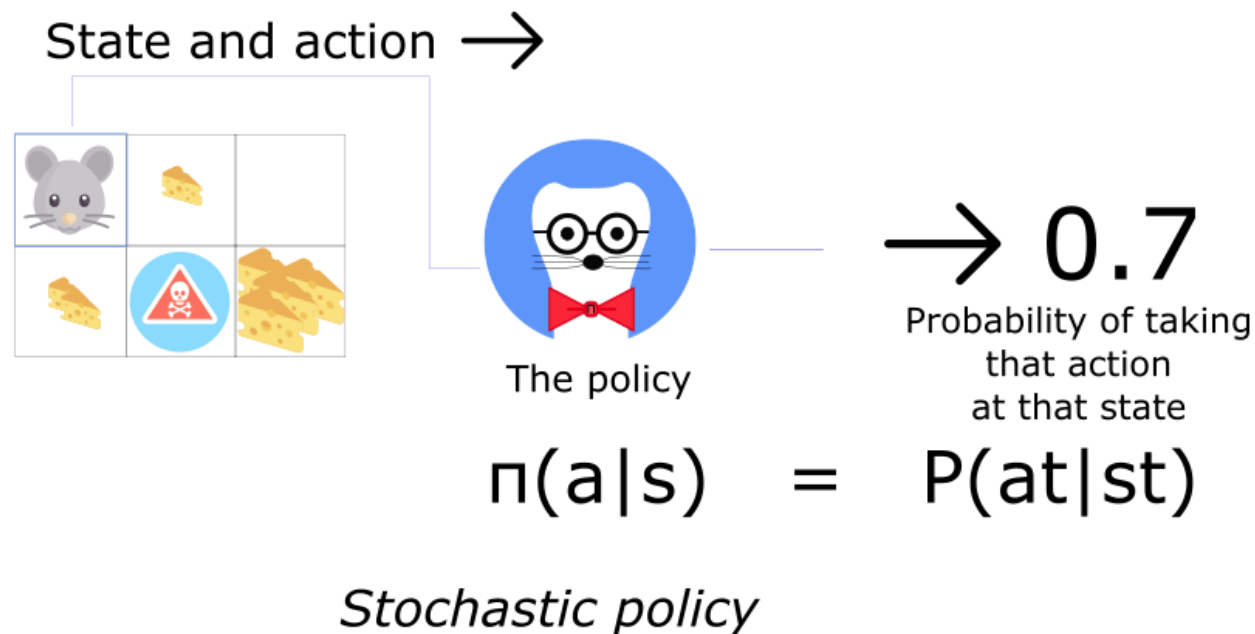 State and action →
The policy
→ 0.7
Probability of taking
that action
at that state
π(a|s) = P(at|st)
Stochastic policy